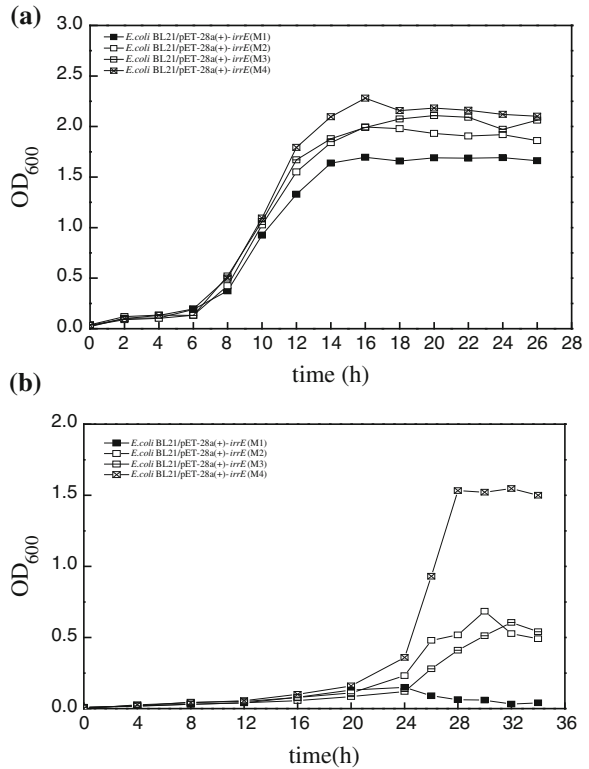 (a)
3.0
2.5
2.0
1.5
1.0
0.5
0.0
OD600
E.coli BL21/pET-28a(+)-irrE(M1)
E.coli BL21/pET-28a(+)-irrE(M2)
E.coli BL21/pET-28a(+)-irrE(M3)
E.coli BL21/pET-28a(+)-irrE(M4)
0 2 4 6 8 10 12 14 16 18 20 22 24 26 28
time (h)
(b)
2.0
1.5
1.0
0.5
0.0
OD600
E.coli BL21/pET-28a(+)-irrE(M1)
E.coli BL21/pET-28a(+)-irrE(M2)
E.coli BL21/pET-28a(+)-irrE(M3)
E.coli BL21/pET-28a(+)-irrE(M4)
0 4 8 12 16 20 24 28 32 36
time(h)